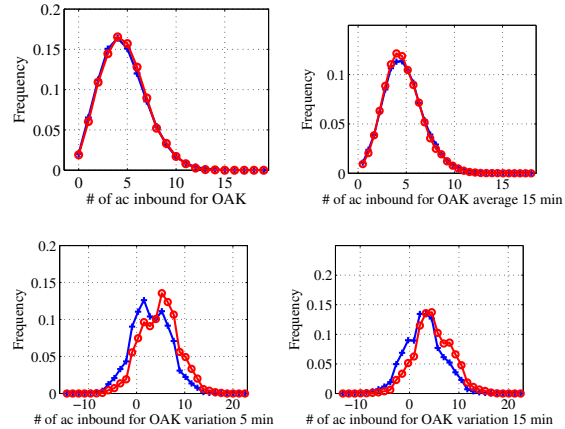 0.2
0.15
0.1
0.05
0
Frequency
0 5 10 15
# of ac inbound for OAK
0.1
0.05
0
Frequency
0 5 10 15
# of ac inbound for OAK average 15 min
0.2
0.15
0.1
0.05
0
Frequency
−10 0 10 20
# of ac inbound for OAK variation 5 min
0.2
0.15
0.1
0.05
0
Frequency
−10 0 10 20
# of ac inbound for OAK variation 15 min